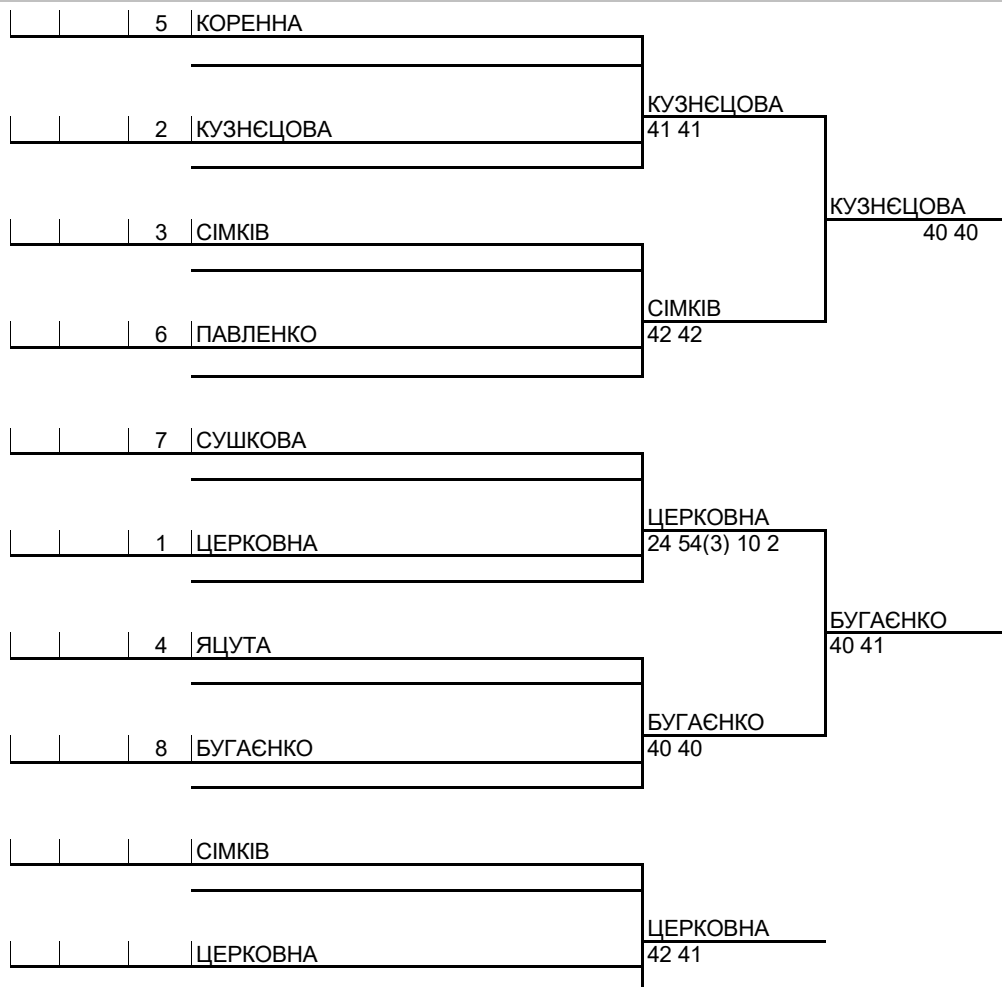 5 КОРЕННА
КУЗНЄЦОВА
2 КУЗНЄЦОВА
41 41
КУЗНЄЦОВА
3 СІМКІВ
40 40
СІМКІВ
6 ПАВЛЕНКО
42 42
7 СУШКОВА
ЦЕРКОВНА
1 ЦЕРКОВНА
24 54(3) 10 2
БУГАЄНКО
4 ЯЦУТА
40 41
БУГАЄНКО
8 БУГАЄНКО
40 40
СІМКІВ
ЦЕРКОВНА
ЦЕРКОВНА
42 41